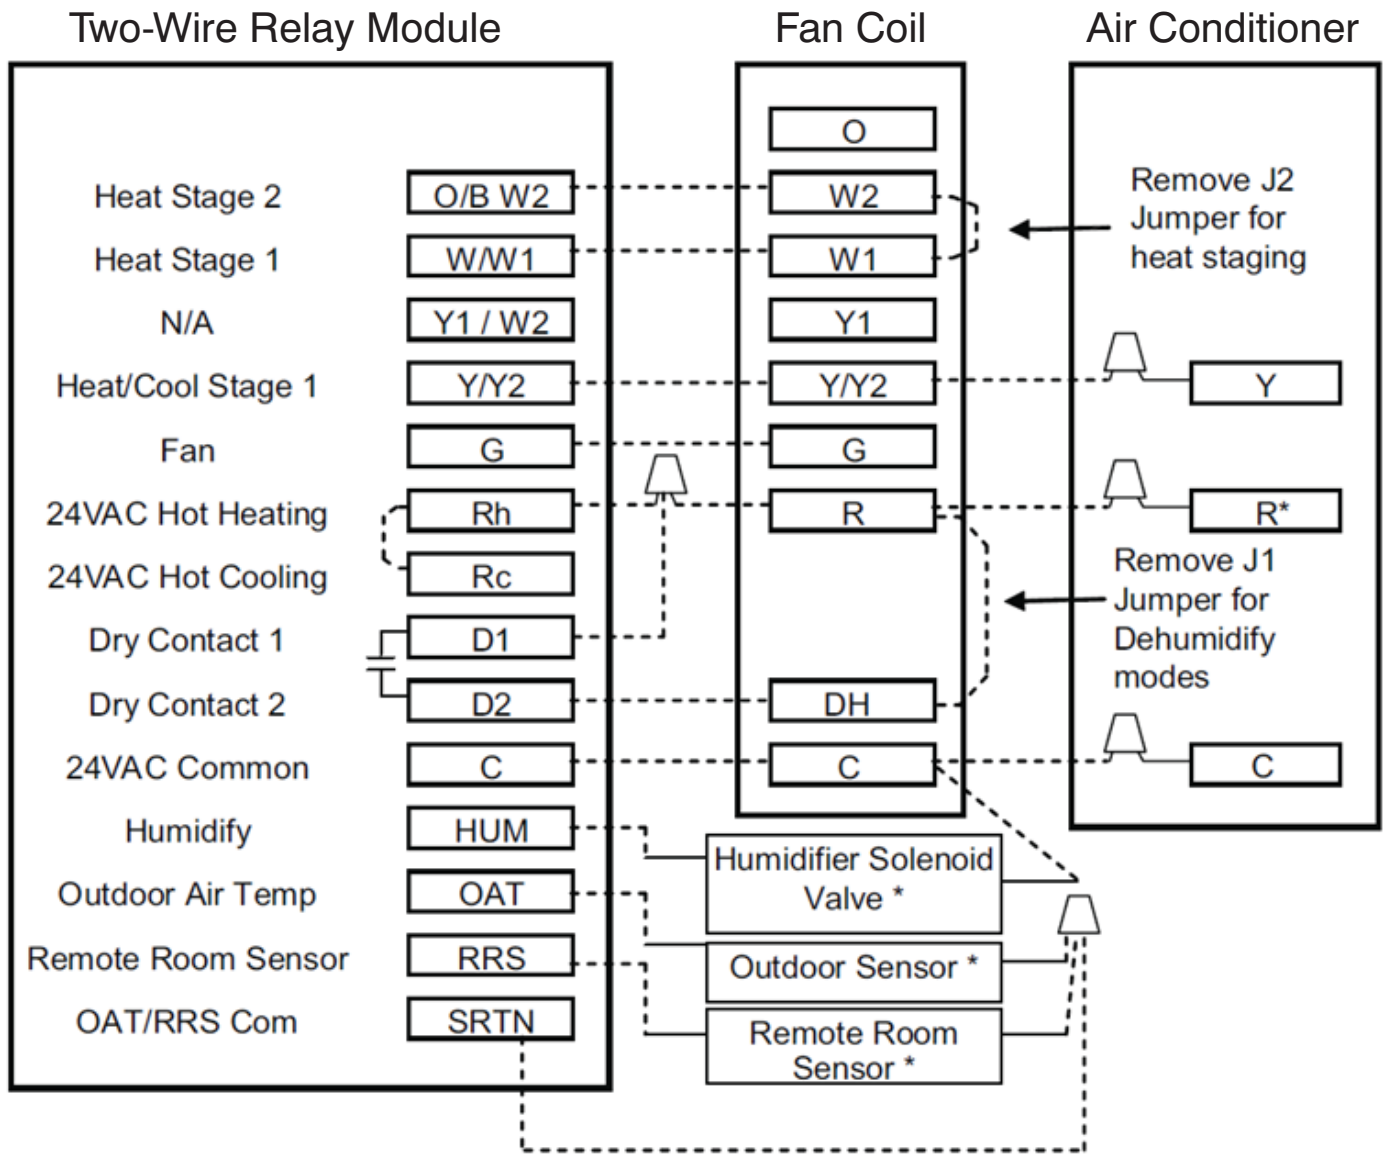 Two-Wire Relay Module
Fan Coil
Air Conditioner
O
Heat Stage 2
O/B W2
W2
Remove J2
Jumper for
heat staging
Heat Stage 1
W/W1
W1
N/A
Y1 / W2
Y1
Heat/Cool Stage 1
Y/Y2
Y/Y2
Y
Fan
G
G
24VAC Hot Heating
Rh
R
R*
24VAC Hot Cooling
Rc
Remove J1
Jumper for
Dehumidify
modes
Dry Contact 1
D1
Dry Contact 2
D2
DH
24VAC Common
C
C
C
Humidify
HUM
Humidifier Solenoid
Valve *
Outdoor Air Temp
OAT
Outdoor Sensor *
Remote Room Sensor
RRS
Remote Room
Sensor *
OAT/RRS Com
SRTN